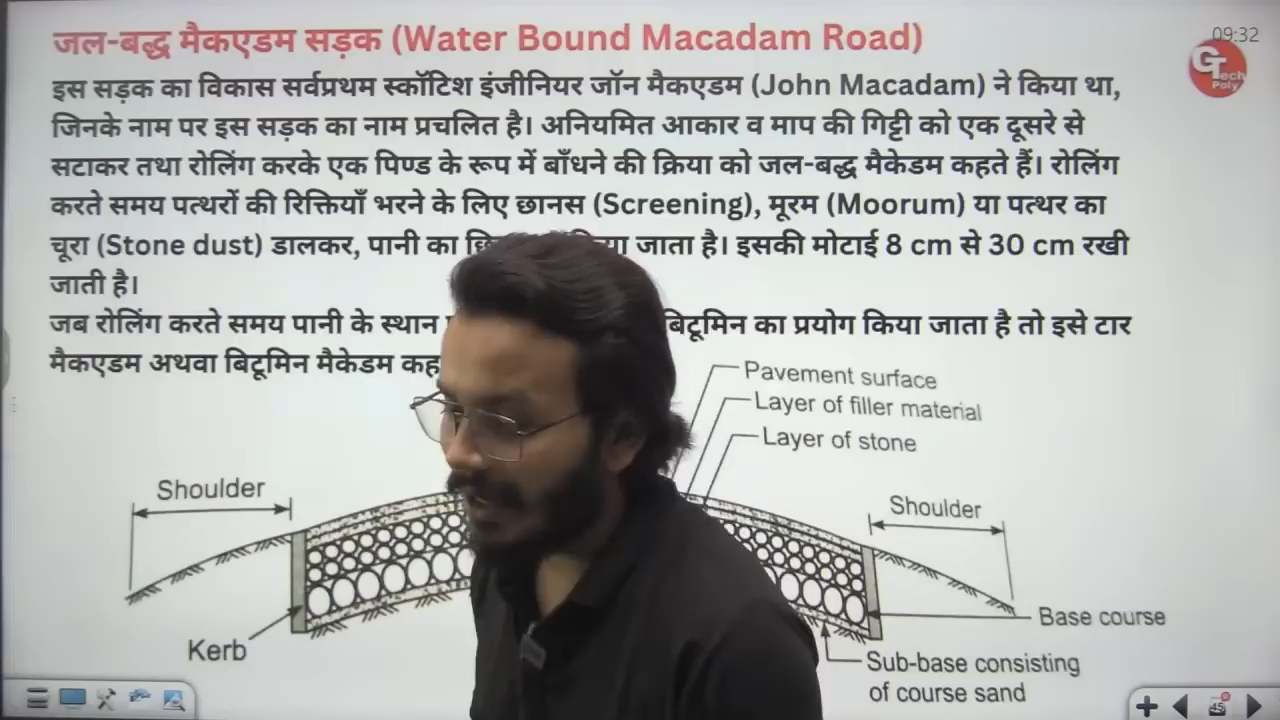 जल-बद्ध मैकएडम सड़क (Water Bound Macadam Road)
09:32
GTech Poly
इस सड़क का विकास सर्वप्रथम स्कॉटिश इंजीनियर जॉन मैकएडम (John Macadam) ने किया था,
जिनके नाम पर इस सड़क का नाम प्रचलित है। अनियमित आकार व माप की गिट्टी को एक दूसरे से
सटाकर तथा रोलिंग करके एक पिण्ड के रूप में बाँधने की क्रिया को जल-बद्ध मैकेडम कहते हैं। रोलिंग
करते समय पत्थरों की रिक्तियाँ भरने के लिए छानस (Screening), मूरम (Moorum) या पत्थर का
चूरा (Stone dust) डालकर, पानी का जाता है। इसकी मोटाई 8 cm से 30 cm रखी
जाती है।
जब रोलिंग करते समय पानी के स्थान बिटूमिन का प्रयोग किया जाता है तो इसे टार
मैकएडम अथवा बिटूमिन मैकेडम
Pavement surface
Layer of filler material
Layer of stone
Shoulder
Shoulder
Kerb
Base course
Sub-base consisting
of course sand
45